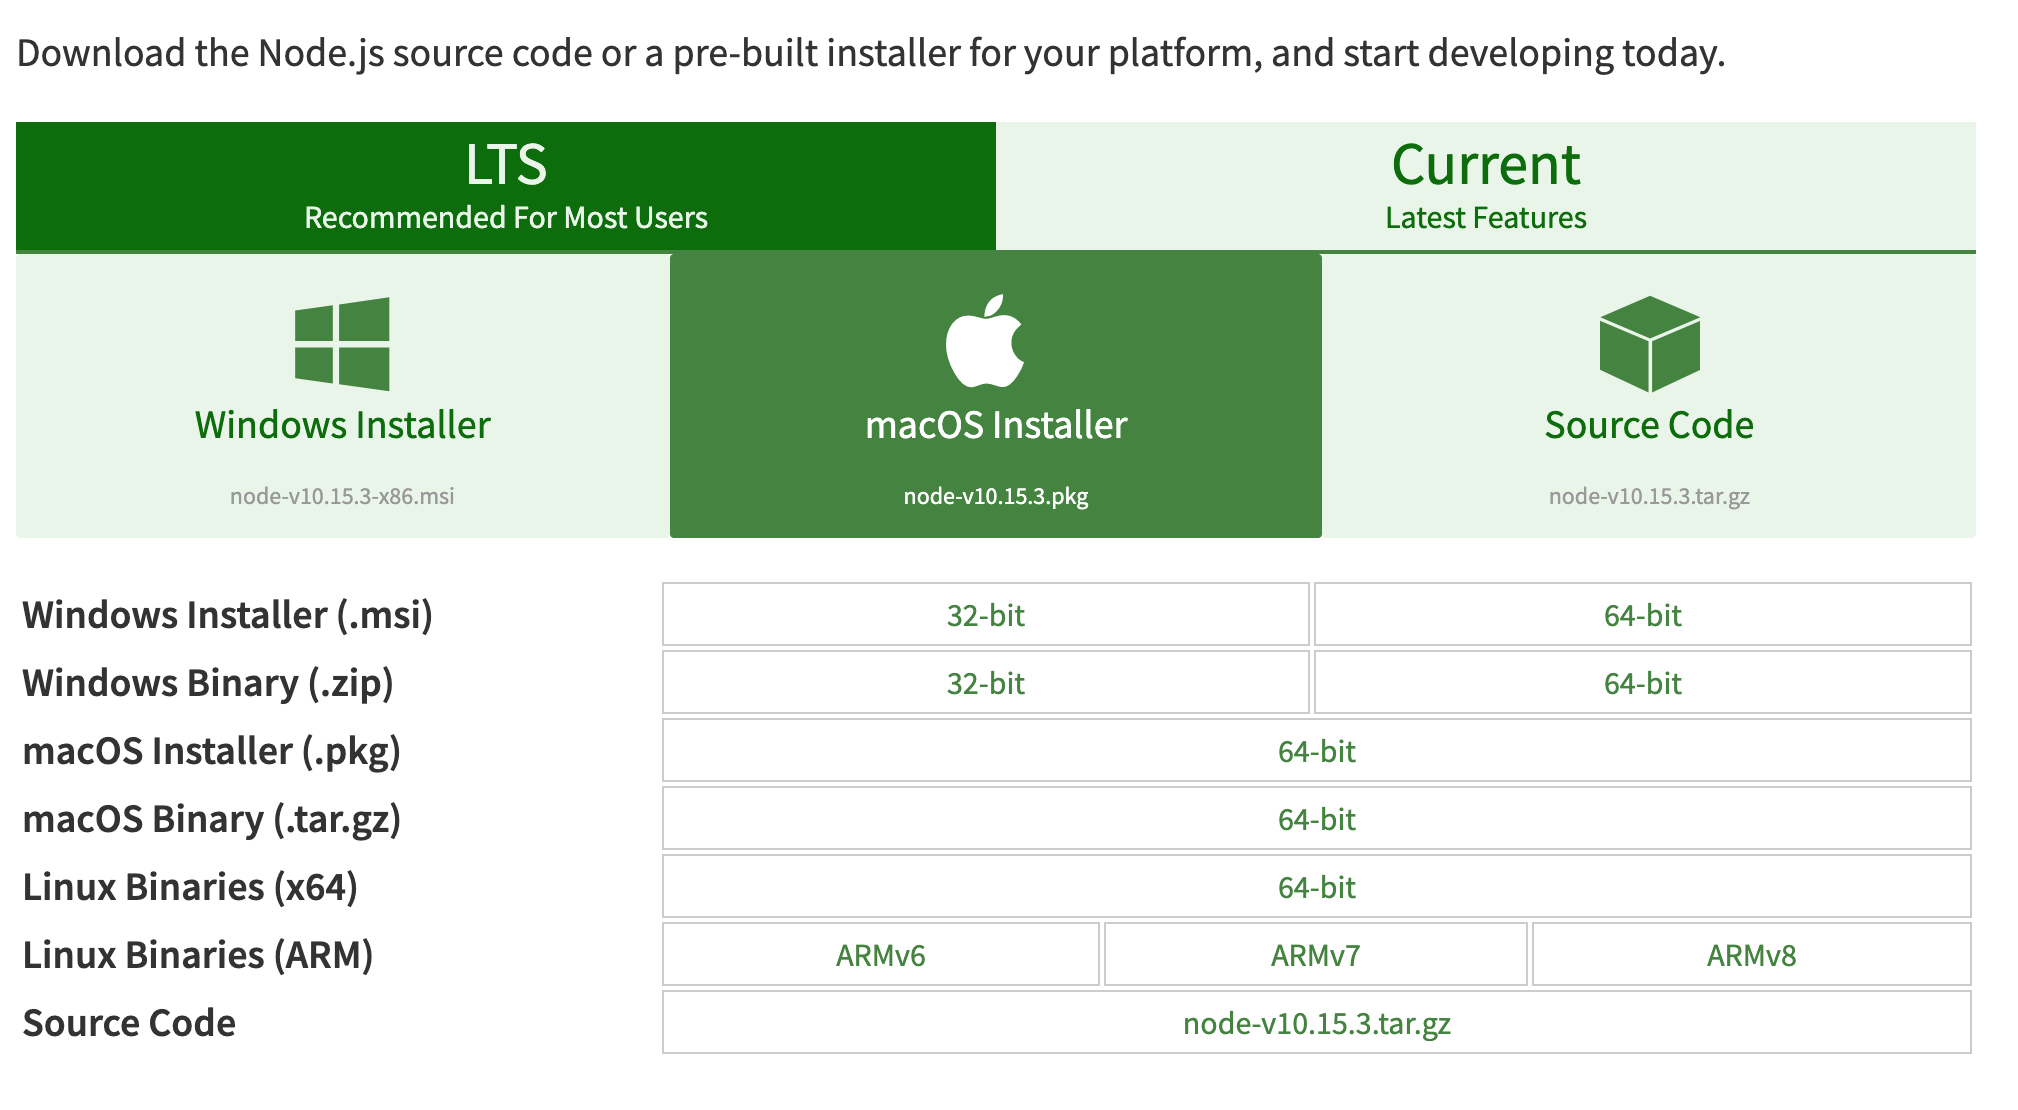 Download the Node.js source code or a pre-built installer for your platform, and start developing today.
LTS
Recommended For Most Users
Current
Latest Features
Windows Installer
node-v10.15.3-x86.msi
macOS Installer
node-v10.15.3.pkg
Source Code
node-v10.15.3.tar.gz
Windows Installer (.msi) 32-bit 64-bit
Windows Binary (.zip) 32-bit 64-bit
macOS Installer (.pkg) 64-bit
macOS Binary (.tar.gz) 64-bit
Linux Binaries (x64) 64-bit
Linux Binaries (ARM) ARMv6 ARMv7 ARMv8
Source Code node-v10.15.3.tar.gz